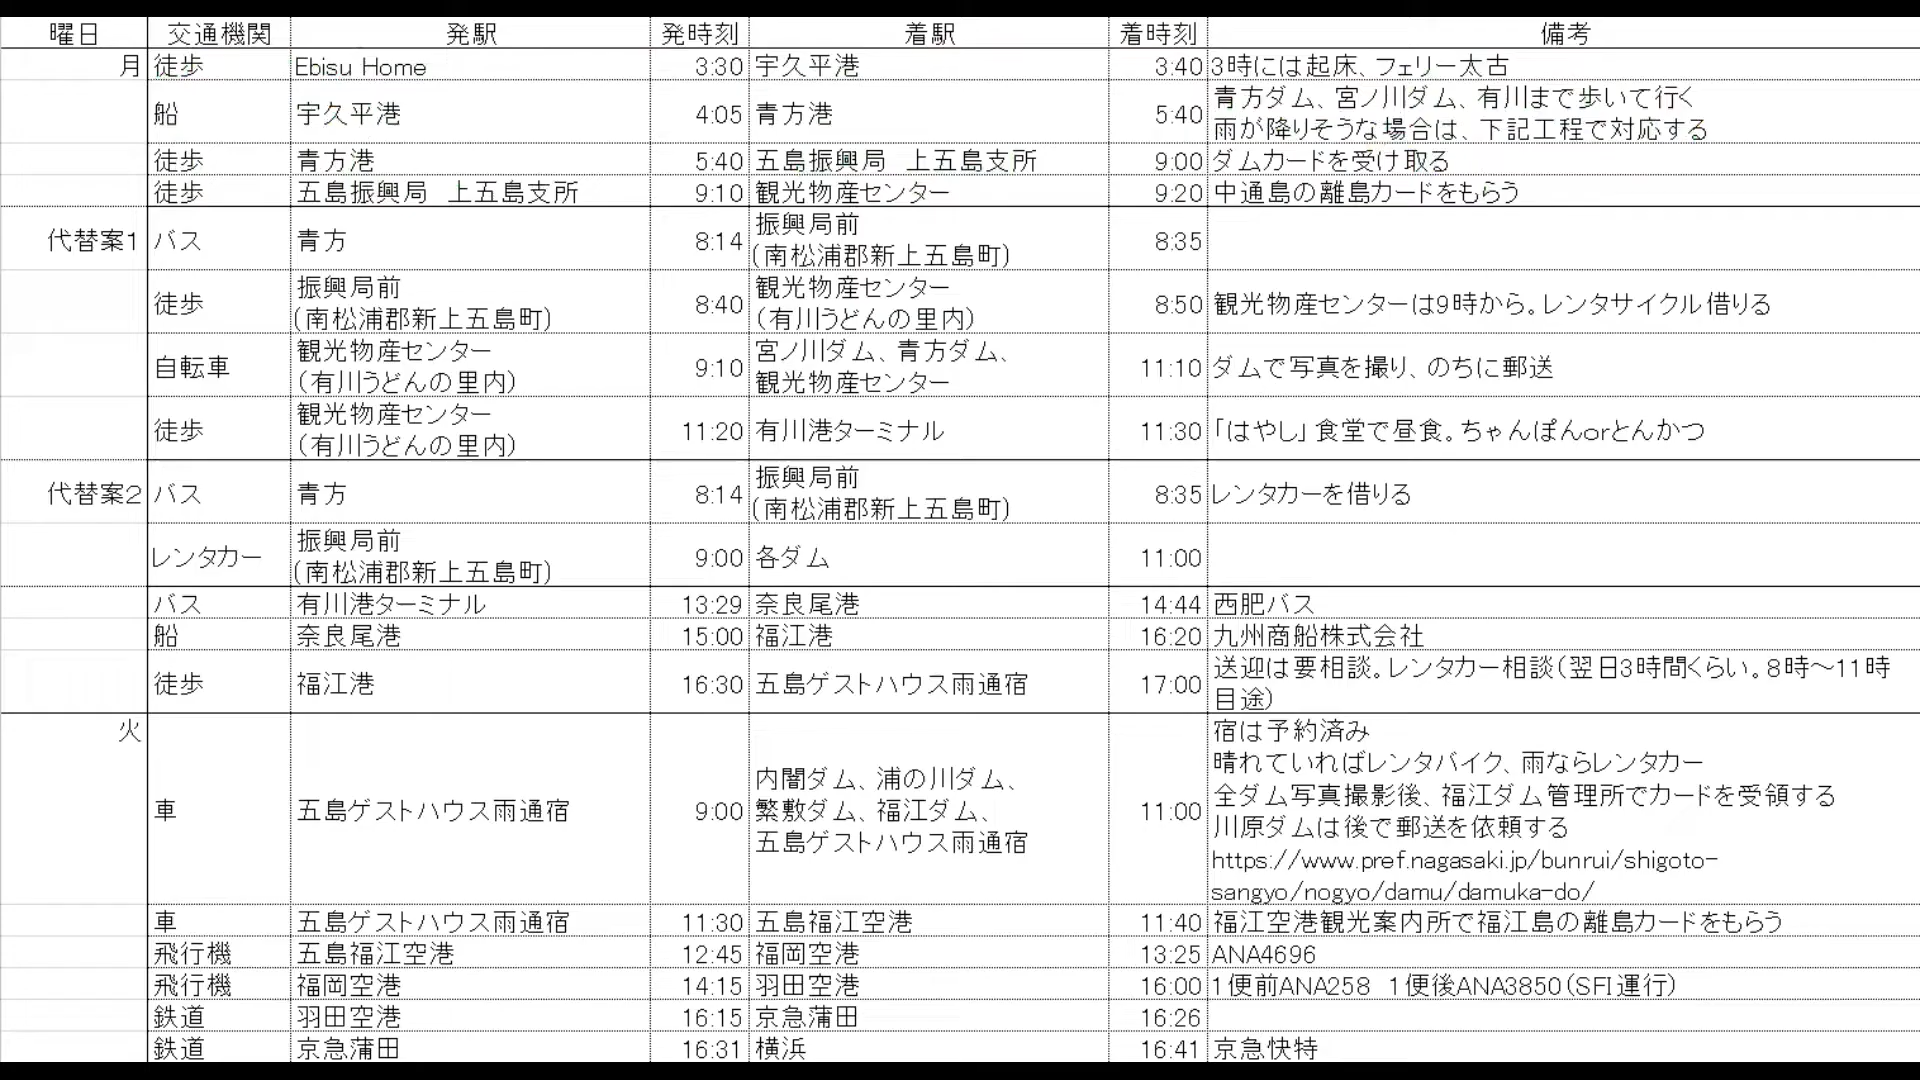 曜日 交通機関 発駅 発時刻 着駅 着時刻 備考
月 徒歩 Ebisu Home 3:30 宇久平港 3:40 3時には起床、フェリー太古
船 宇久平港 4:05 青方港 5:40 青方ダム、宮ノ川ダム、有川まで歩いて行く
雨が降りそうな場合は、下記工程で対応する
徒歩 青方港 5:40 五島振興局　上五島支所 9:00 ダムカードを受け取る
徒歩 五島振興局　上五島支所 9:10 観光物産センター 9:20 中通島の離島カードをもらう
代替案1 バス 青方 8:14 振興局前
(南松浦郡新上五島町) 8:35
徒歩 振興局前
(南松浦郡新上五島町) 8:40 観光物産センター
（有川うどんの里内） 8:50 観光物産センターは9時から。レンタサイクル借りる
自転車 観光物産センター
（有川うどんの里内） 9:10 宮ノ川ダム、青方ダム、
観光物産センター 11:10 ダムで写真を撮り、のちに郵送
徒歩 観光物産センター
（有川うどんの里内） 11:20 有川港ターミナル 11:30 「はやし」食堂で昼食。ちゃんぽんorとんかつ
代替案2 バス 青方 8:14 振興局前
(南松浦郡新上五島町) 8:35 レンタカーを借りる
レンタカー 振興局前
(南松浦郡新上五島町) 9:00 各ダム 11:00
バス 有川港ターミナル 13:29 奈良尾港 14:44 西肥バス
船 奈良尾港 15:00 福江港 16:20 九州商船株式会社
徒歩 福江港 16:30 五島ゲストハウス雨通宿 17:00 送迎は要相談。レンタカー相談（翌日3時間くらい。8時～11時
目途）
火 車 五島ゲストハウス雨通宿 9:00 内闇ダム、浦の川ダム、
繁敷ダム、福江ダム、
五島ゲストハウス雨通宿 11:00 宿は予約済み
晴れていればレンタバイク、雨ならレンタカー
全ダム写真撮影後、福江ダム管理所でカードを受領する
川原ダムは後で郵送を依頼する
https://www.pref.nagasaki.jp/bunrui/shigoto-
sangyo/nogyo/damu/damuka-do/
車 五島ゲストハウス雨通宿 11:30 五島福江空港 11:40 福江空港観光案内所で福江島の離島カードをもらう
飛行機 五島福江空港 12:45 福岡空港 13:25 ANA4696
飛行機 福岡空港 14:15 羽田空港 16:00 1便前ANA258　1便後ANA3850（SFJ運行）
鉄道 羽田空港 16:15 京急蒲田 16:26
鉄道 京急蒲田 16:31 横浜 16:41 京急快特